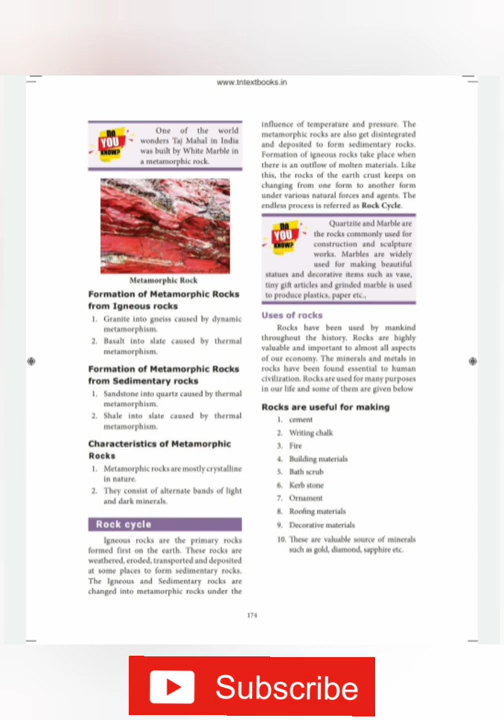 www.tntextbooks.in
DO YOU KNOW?
One of the world
wonders Taj Mahal in India
was built by White Marble in
a metamorphic rock.
Metamorphic Rock
Formation of Metamorphic Rocks
from Igneous rocks
1. Granite into gneiss caused by dynamic
metamorphism.
2. Basalt into slate caused by thermal
metamorphism.
Formation of Metamorphic Rocks
from Sedimentary rocks
1. Sandstone into quartz caused by thermal
metamorphism.
2. Shale into slate caused by thermal
metamorphism.
Characteristics of Metamorphic
Rocks
1. Metamorphic rocks are mostly crystalline
in nature.
2. They consist of alternate bands of light
and dark minerals.
Rock cycle
Igneous rocks are the primary rocks
formed first on the earth. These rocks are
weathered, eroded, transported and deposited
at some places to form sedimentary rocks.
The Igneous and Sedimentary rocks are
changed into metamorphic rocks under the
influence of temperature and pressure. The
metamorphic rocks are also get disintegrated
and deposited to form sedimentary rocks.
Formation of igneous rocks take place when
there is an outflow of molten materials. Like
this, the rocks of the earth crust keeps on
changing from one form to another form
under various natural forces and agents. The
endless process is referred as Rock Cycle.
DO YOU KNOW?
Quartzite and Marble are
the rocks commonly used for
construction and sculpture
works. Marbles are widely
used for making beautiful
statues and decorative items such as vase,
tiny gift articles and grinded marble is used
to produce plastics, paper etc.,
Uses of rocks
Rocks have been used by mankind
throughout the history. Rocks are highly
valuable and important to almost all aspects
of our economy. The minerals and metals in
rocks have been found essential to human
civilization. Rocks are used for many purposes
in our life and some of them are given below
Rocks are useful for making
1. cement
2. Writing chalk
3. Fire
4. Building materials
5. Bath scrub
6. Kerb stone
7. Ornament
8. Roofing materials
9. Decorative materials
10. These are valuable source of minerals
such as gold, diamond, sapphire etc.
174
Subscribe